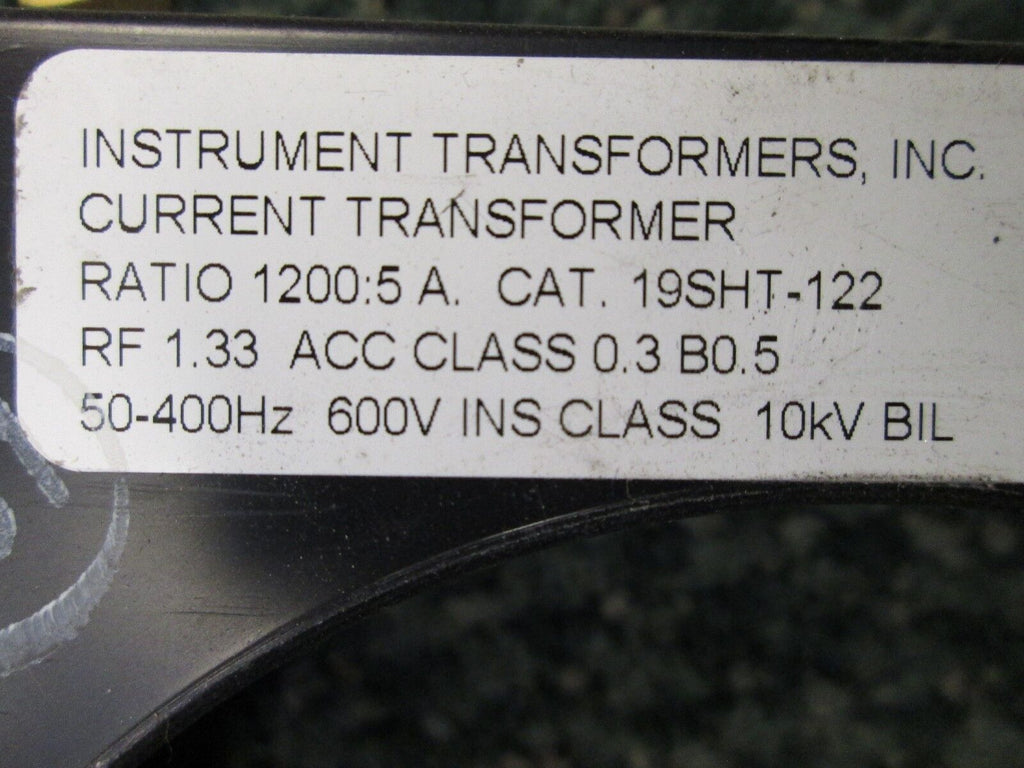 INSTRUMENT TRANSFORMERS, INC.
CURRENT TRANSFORMER
RATIO 1200:5 A. CAT. 19SHT-122
RF 1.33 ACC CLASS 0.3 B0.5
50-400Hz 600V INS CLASS 10kV BIL